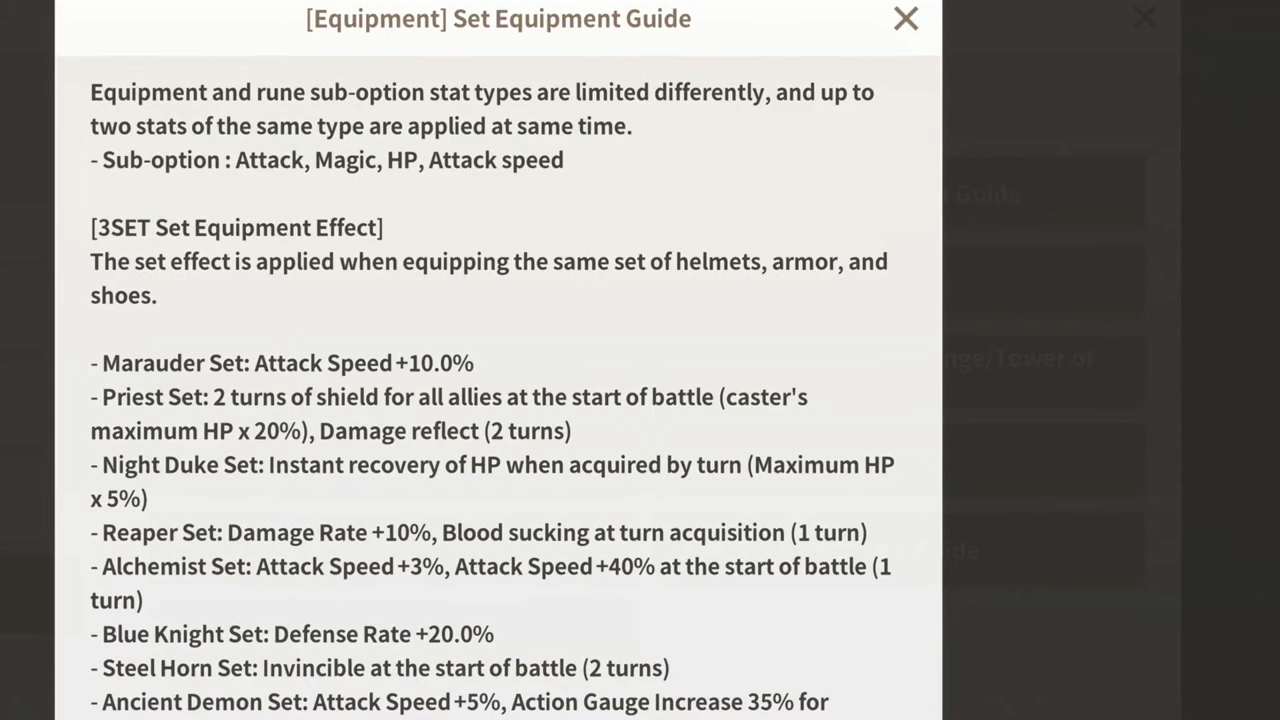 [Equipment] Set Equipment Guide
Equipment and rune sub-option stat types are limited differently, and up to
two stats of the same type are applied at same time.
- Sub-option : Attack, Magic, HP, Attack speed
[3SET Set Equipment Effect]
The set effect is applied when equipping the same set of helmets, armor, and
shoes.
- Marauder Set: Attack Speed +10.0%
- Priest Set: 2 turns of shield for all allies at the start of battle (caster's
maximum HP x 20%), Damage reflect (2 turns)
- Night Duke Set: Instant recovery of HP when acquired by turn (Maximum HP
x 5%)
- Reaper Set: Damage Rate +10%, Blood sucking at turn acquisition (1 turn)
- Alchemist Set: Attack Speed +3%, Attack Speed +40% at the start of battle (1
turn)
- Blue Knight Set: Defense Rate +20.0%
- Steel Horn Set: Invincible at the start of battle (2 turns)
- Ancient Demon Set: Attack Speed +5%, Action Gauge Increase 35% for
Guide
Tower of